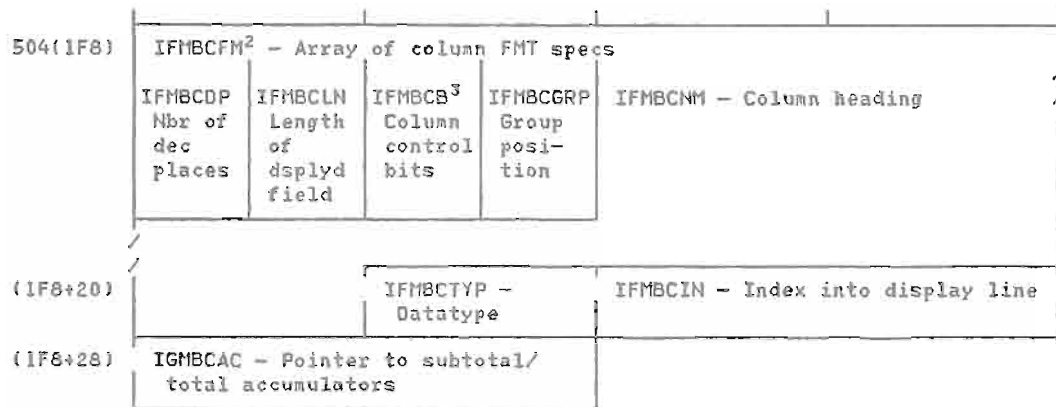 504(1F8) IFMBCFM² – Array of column FMT specs
IFMBCDP IFMBCLN IFMBCB³ IFMBCGRP IFMBCNM – Column heading
Nbr of Length Column Group
dec of control posi–
places dsplyd bits tion
field
(1F8+20) IFMBCTYP – IFMBCIN – Index into display line
Datatype
(1F8+28) IGMBCAC – Pointer to subtotal/
total accumulators